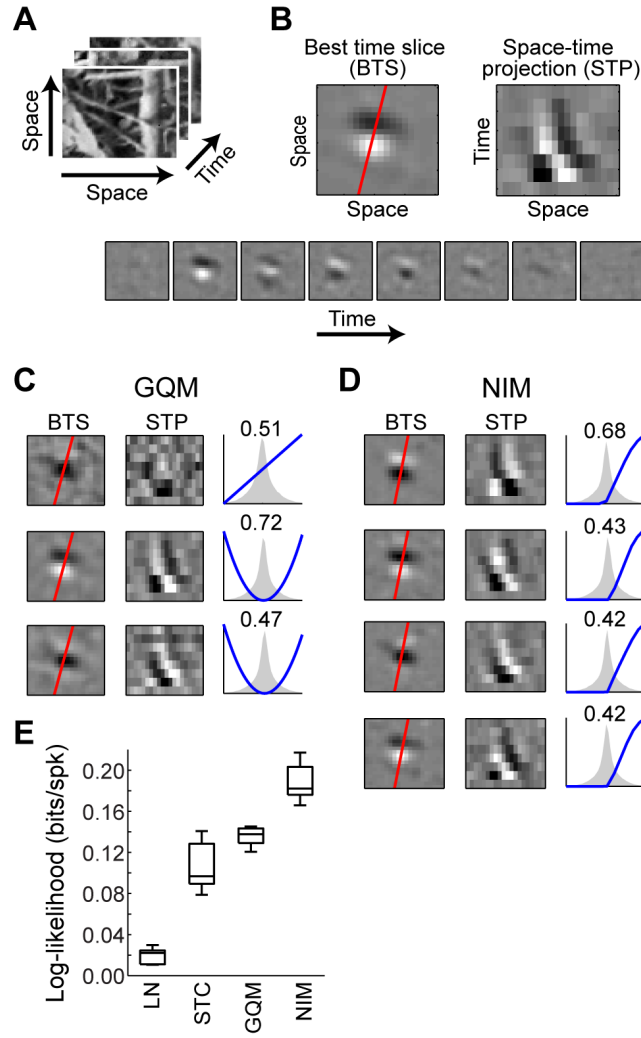 A
Space
Space
Time
B
Best time slice
(BTS)
Space-time
projection (STP)
Space
Space
Time
Space
Time
C
GQM
BTS
STP
0.51
0.72
0.47
D
NIM
BTS
STP
0.68
0.43
0.42
0.42
E
Log-likelihood (bits/spk)
0.20
0.16
0.12
0.08
0.04
0.00
LN
STC
GQM
NIM